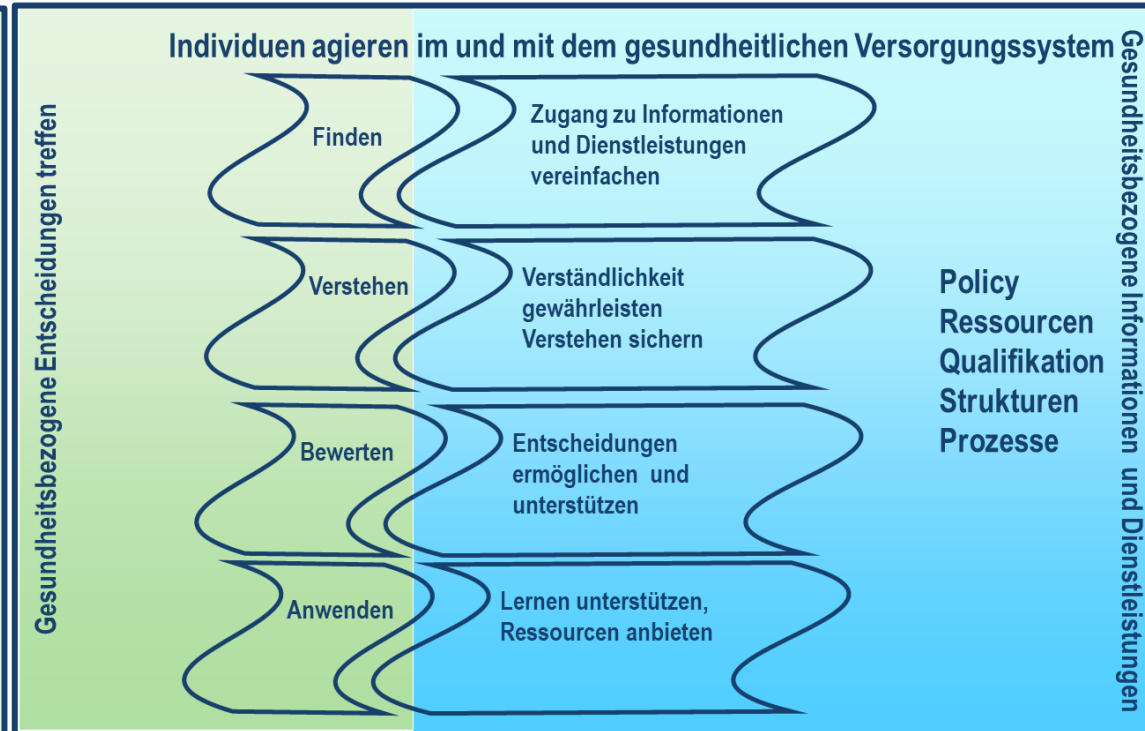 Individuen agieren im und mit dem gesundheitlichen Versorgungssystem
Gesundheitsbezogene Entscheidungen treffen
Finden
Zugang zu Informationen
und Dienstleistungen
vereinfachen
Verstehen
Verständlichkeit
gewährleisten
Verstehen sichern
Bewerten
Entscheidungen
ermöglichen und
unterstützen
Anwenden
Lernen unterstützen,
Ressourcen anbieten
Policy
Ressourcen
Qualifikation
Strukturen
Prozesse
Gesundheitsbezogene Informationen und Dienstleistungen